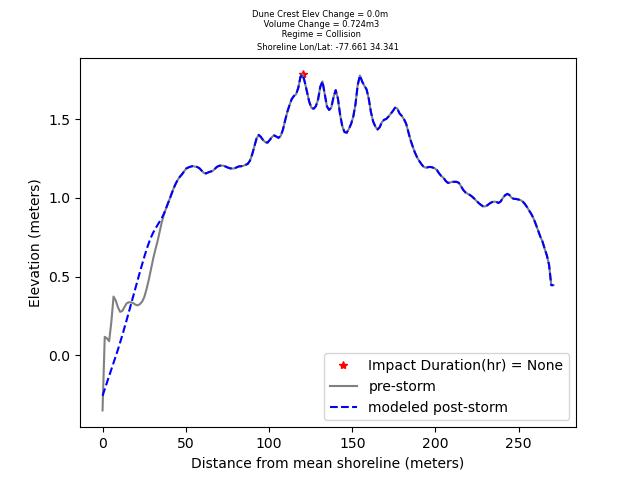 Dune Crest Elev Change = 0.0m
Volume Change = 0.724m3
Regime = Collision
Shoreline Lon/Lat: -77.661 34.341
Elevation (meters)
1.5
1.0
0.5
0.0
Impact Duration(hr) = None
pre-storm
modeled post-storm
0 50 100 150 200 250
Distance from mean shoreline (meters)